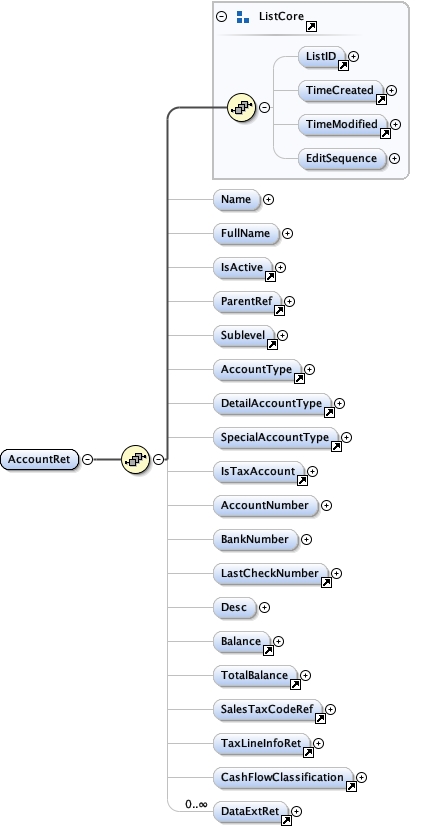 ListCore
ListID
TimeCreated
TimeModified
EditSequence
Name
FullName
IsActive
ParentRef
Sublevel
AccountType
DetailAccountType
SpecialAccountType
AccountRet
IsTaxAccount
AccountNumber
BankNumber
LastCheckNumber
Desc
Balance
TotalBalance
SalesTaxCodeRef
TaxLineInfoRet
CashFlowClassification
0..∞
DataExtRet